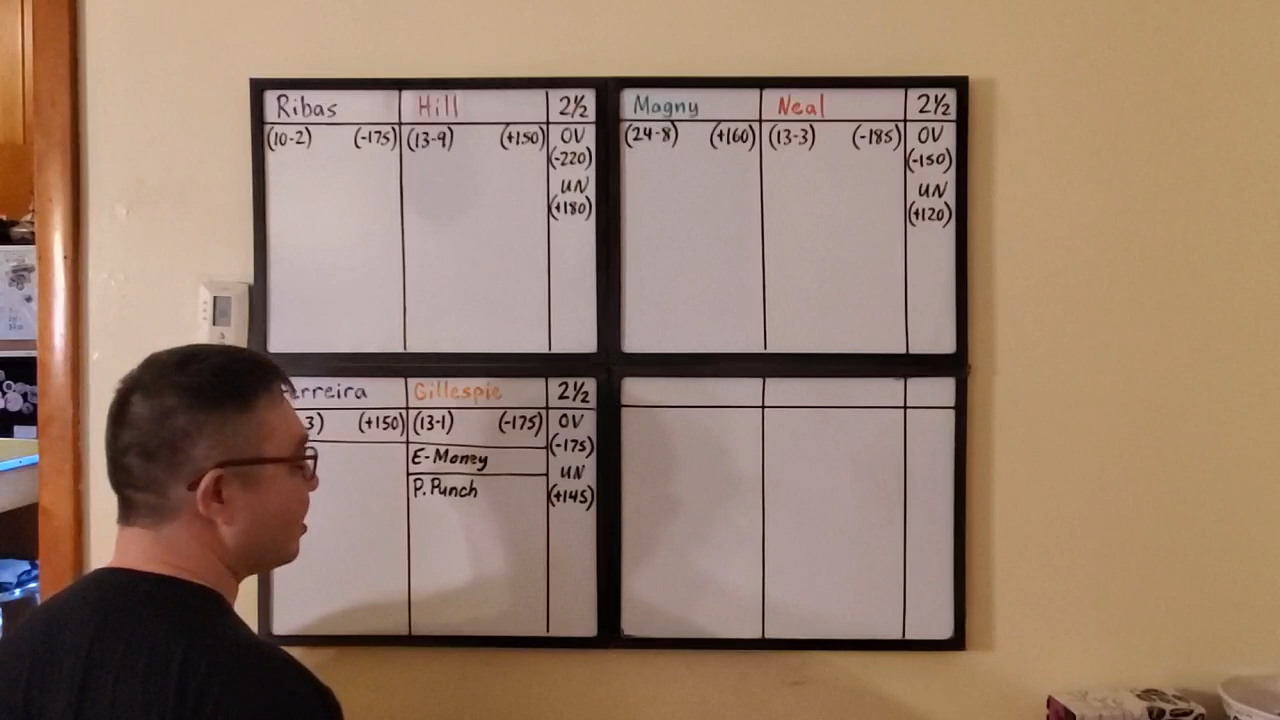 Ribas Hill 2½
(10-2) (-175) (13-9) (+150) OV
(-220)
UN
(+180)
Magny Neal 2½
(24-8) (+160) (13-3) (-185) OV
(-150)
UN
(+120)
erreira Gillespie 2½
3) (+150) (13-1) (-175) OV
(-175)
E-Money
UN
P. Punch
(+145)